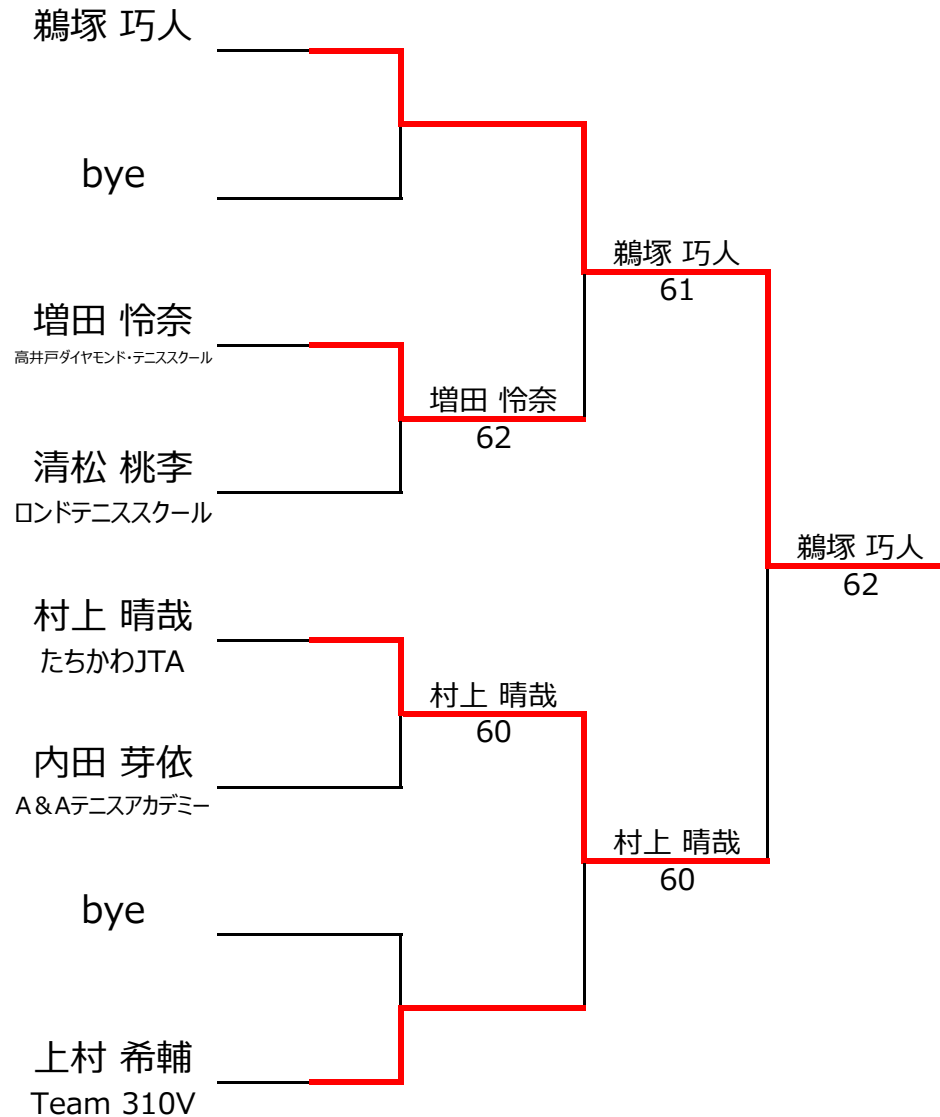 鵜塚 巧人
bye
鵜塚 巧人
61
増田 怜奈
高井戸ダイヤモンド・テニススクール
増田 怜奈
62
清松 桃李
ロンドテニススクール
鵜塚 巧人
62
村上 晴哉
たちかわJTA
村上 晴哉
60
内田 芽依
A&Aテニスアカデミー
村上 晴哉
60
bye
上村 希輔
Team 310V